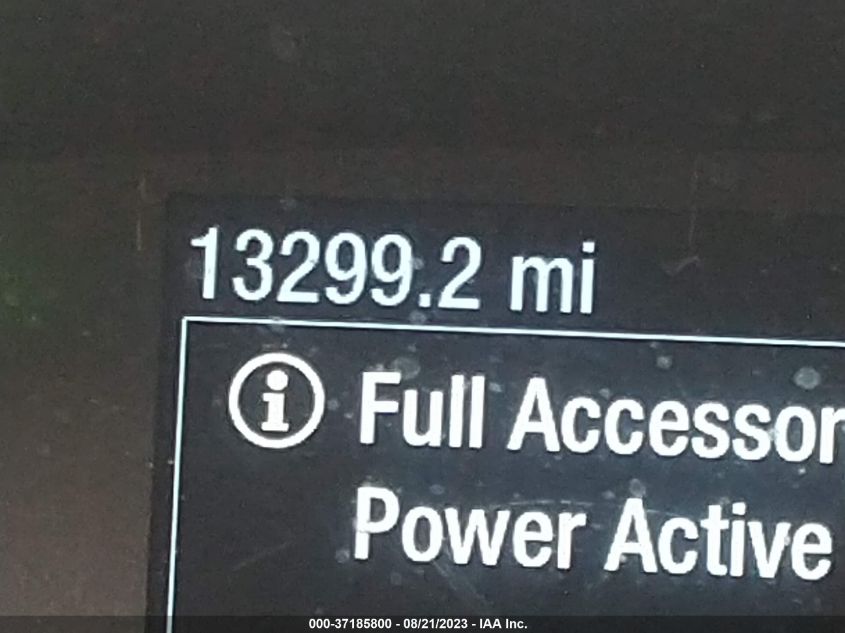 13299.2 mi
i Full Accessor
Power Active
000-37185800 - 08/21/2023 - IAA Inc.